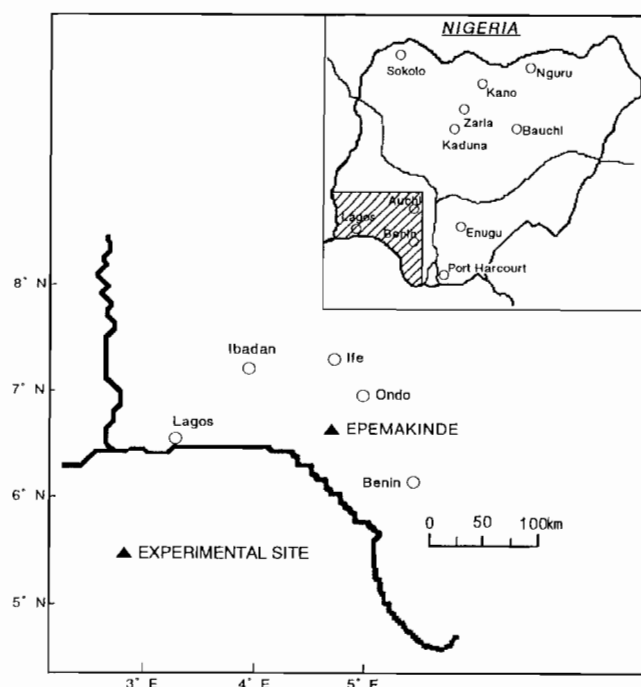 NIGERIA
Sokoto
Nguru
Kano
Zaria
Kaduna
Bauchi
Auchi
Lagos
Benin
Enugu
Port Harcourt
8° N
Ibadan
Ife
7° N
Ondo
Lagos
▲ EPEMAKINDE
Benin
6° N
0 50 100km
▲ EXPERIMENTAL SITE
5° N
3° E 4° E 5° E